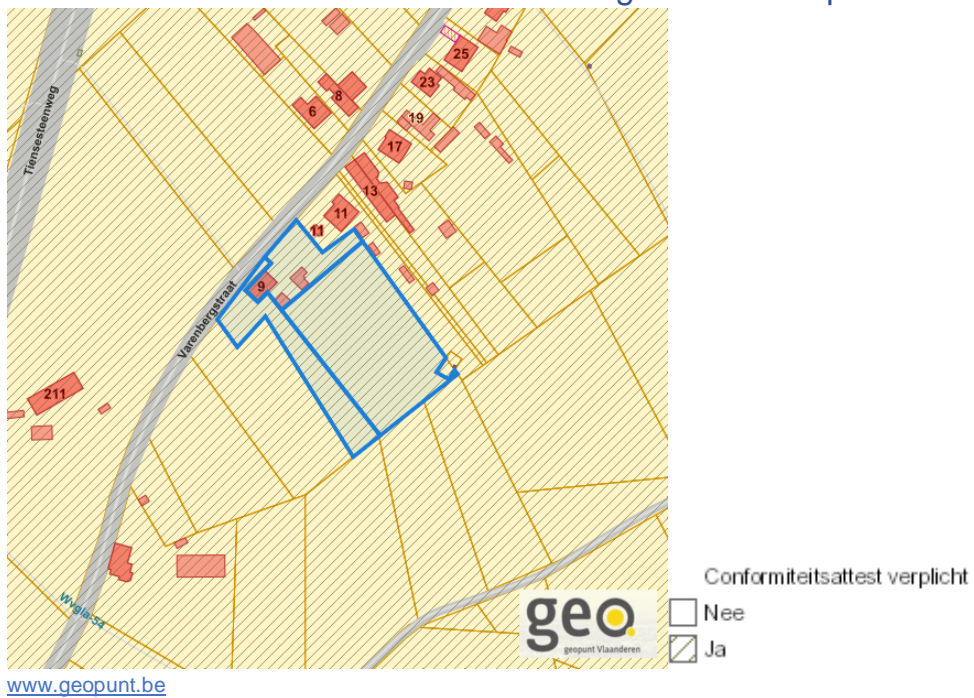 Tiensesteenweg
25
23
8
6
19
17
13
11
11
9
Varenbergstraat
211
Wvgla-54
geo
geopunt Vlaanderen
Conformiteitsattest verplicht
Nee
Ja
www.geopunt.be